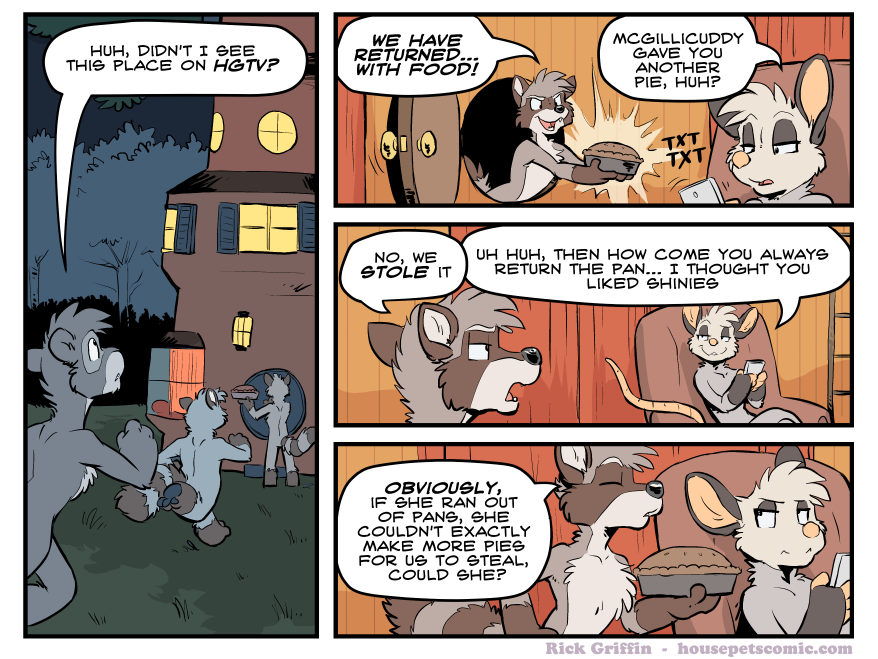 HUH, DIDN'T I SEE
THIS PLACE ON HGTV?
WE HAVE
RETURNED...
WITH FOOD!
MCGILLICUDDY
GAVE YOU
ANOTHER
PIE, HUH?
TXT
TXT
NO, WE
STOLE IT
UH HUH, THEN HOW COME YOU ALWAYS
RETURN THE PAN... I THOUGHT YOU
LIKED SHINIES
OBVIOUSLY,
IF SHE RAN OUT
OF PANS, SHE
COULDN'T EXACTLY
MAKE MORE PIES
FOR US TO STEAL,
COULD SHE?
Rick Griffin - housepetscomic.com